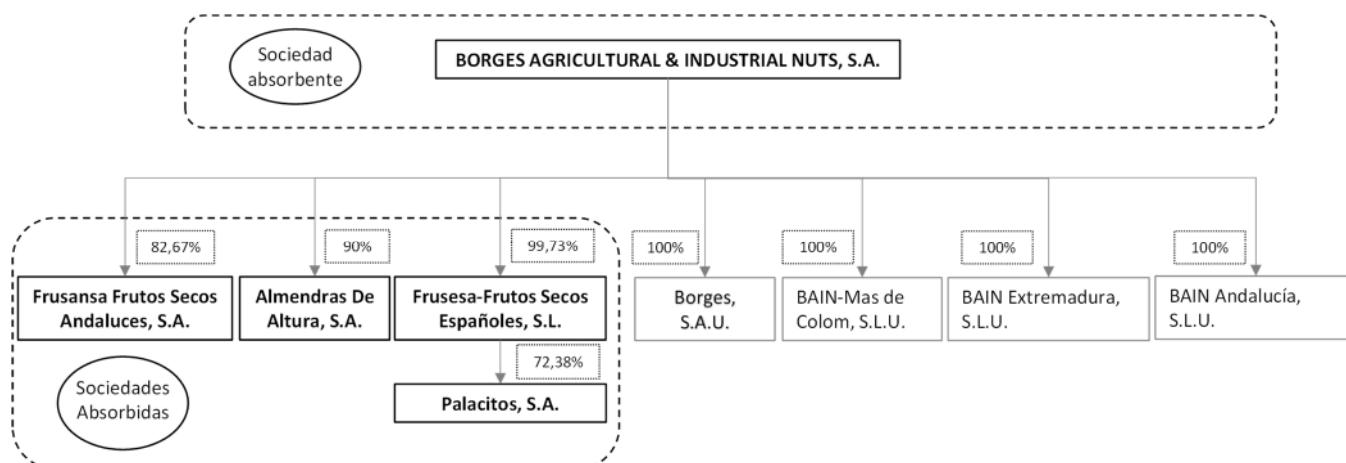 Sociedad
absorbente
BORGES AGRICULTURAL & INDUSTRIAL NUTS, S.A.
82,67%
90%
99,73%
100%
100%
100%
100%
Frusansa Frutos Secos
Andaluces, S.A.
Almendras De
Altura, S.A.
Frusesa-Frutos Secos
Españoles, S.L.
Borges,
S.A.U.
BAIN-Mas de
Colom, S.L.U.
BAIN Extremadura,
S.L.U.
BAIN Andalucía,
S.L.U.
72,38%
Sociedades
Absorbidas
Palacitos, S.A.